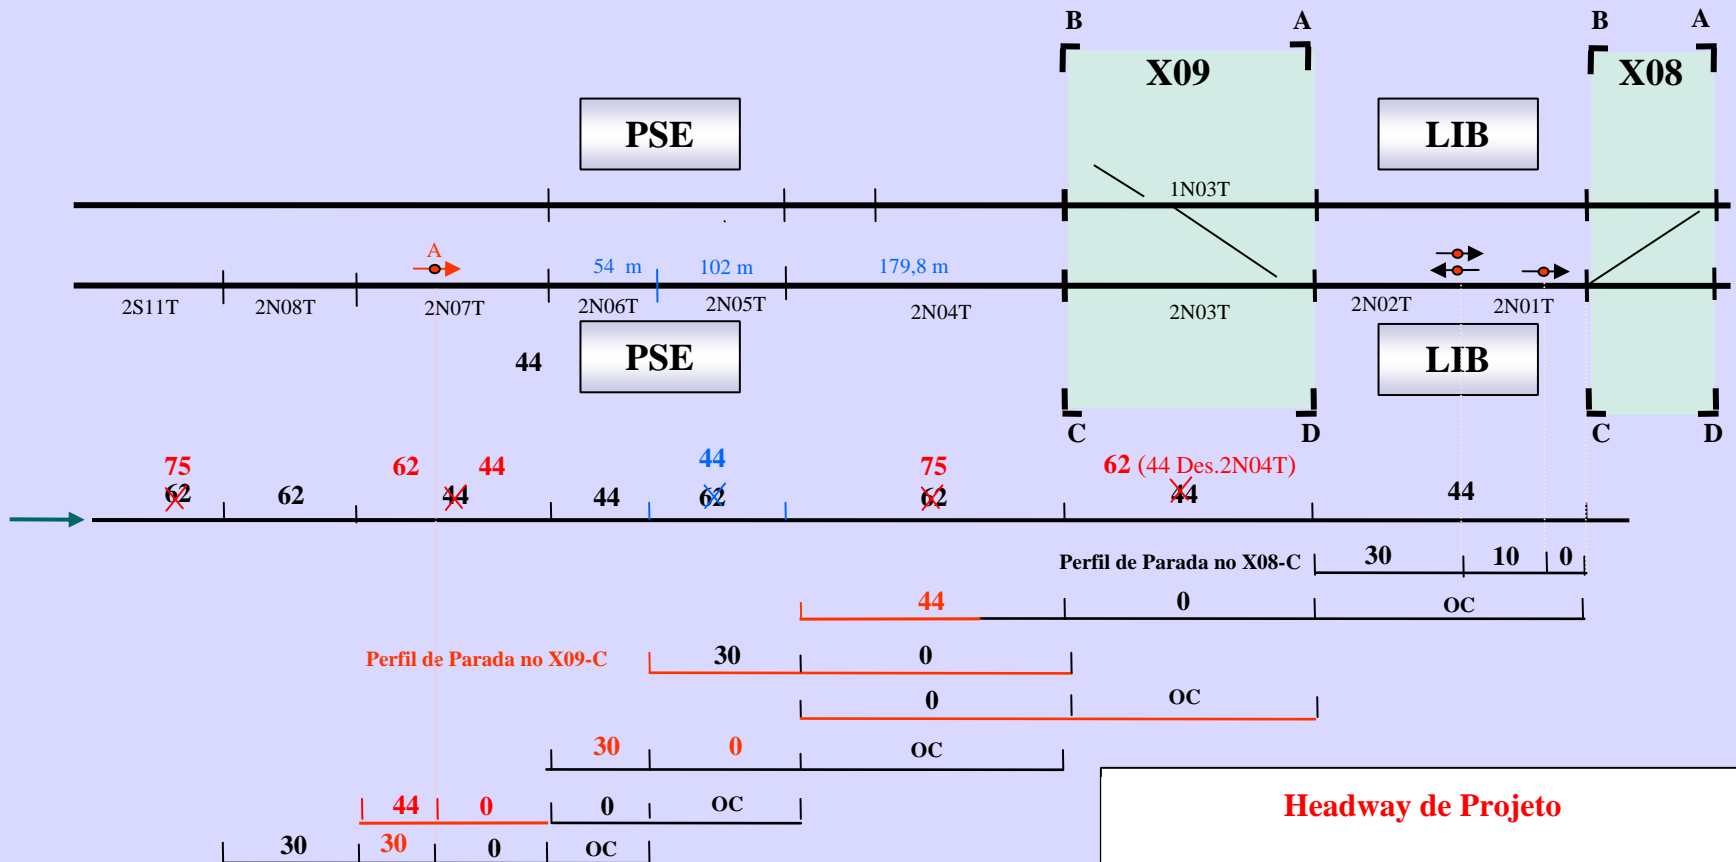 B A B A
X09 X08
PSE LIB
1N03T
A
54 m 102 m 179,8 m
2S11T 2N08T 2N07T 2N06T 2N05T 2N04T 2N03T 2N02T 2N01T
44 PSE LIB
C D C D
75 62 44 44 75 62 (44 Des.2N04T)
62 62 44 44 62 62 44 44
Perfil de Parada no X08-C 30 10 0
44 0 OC
Perfil de Parada no X09-C 30 0
0 OC
30 0 OC
44 0 0 OC
Headway de Projeto
30 30 0 OC